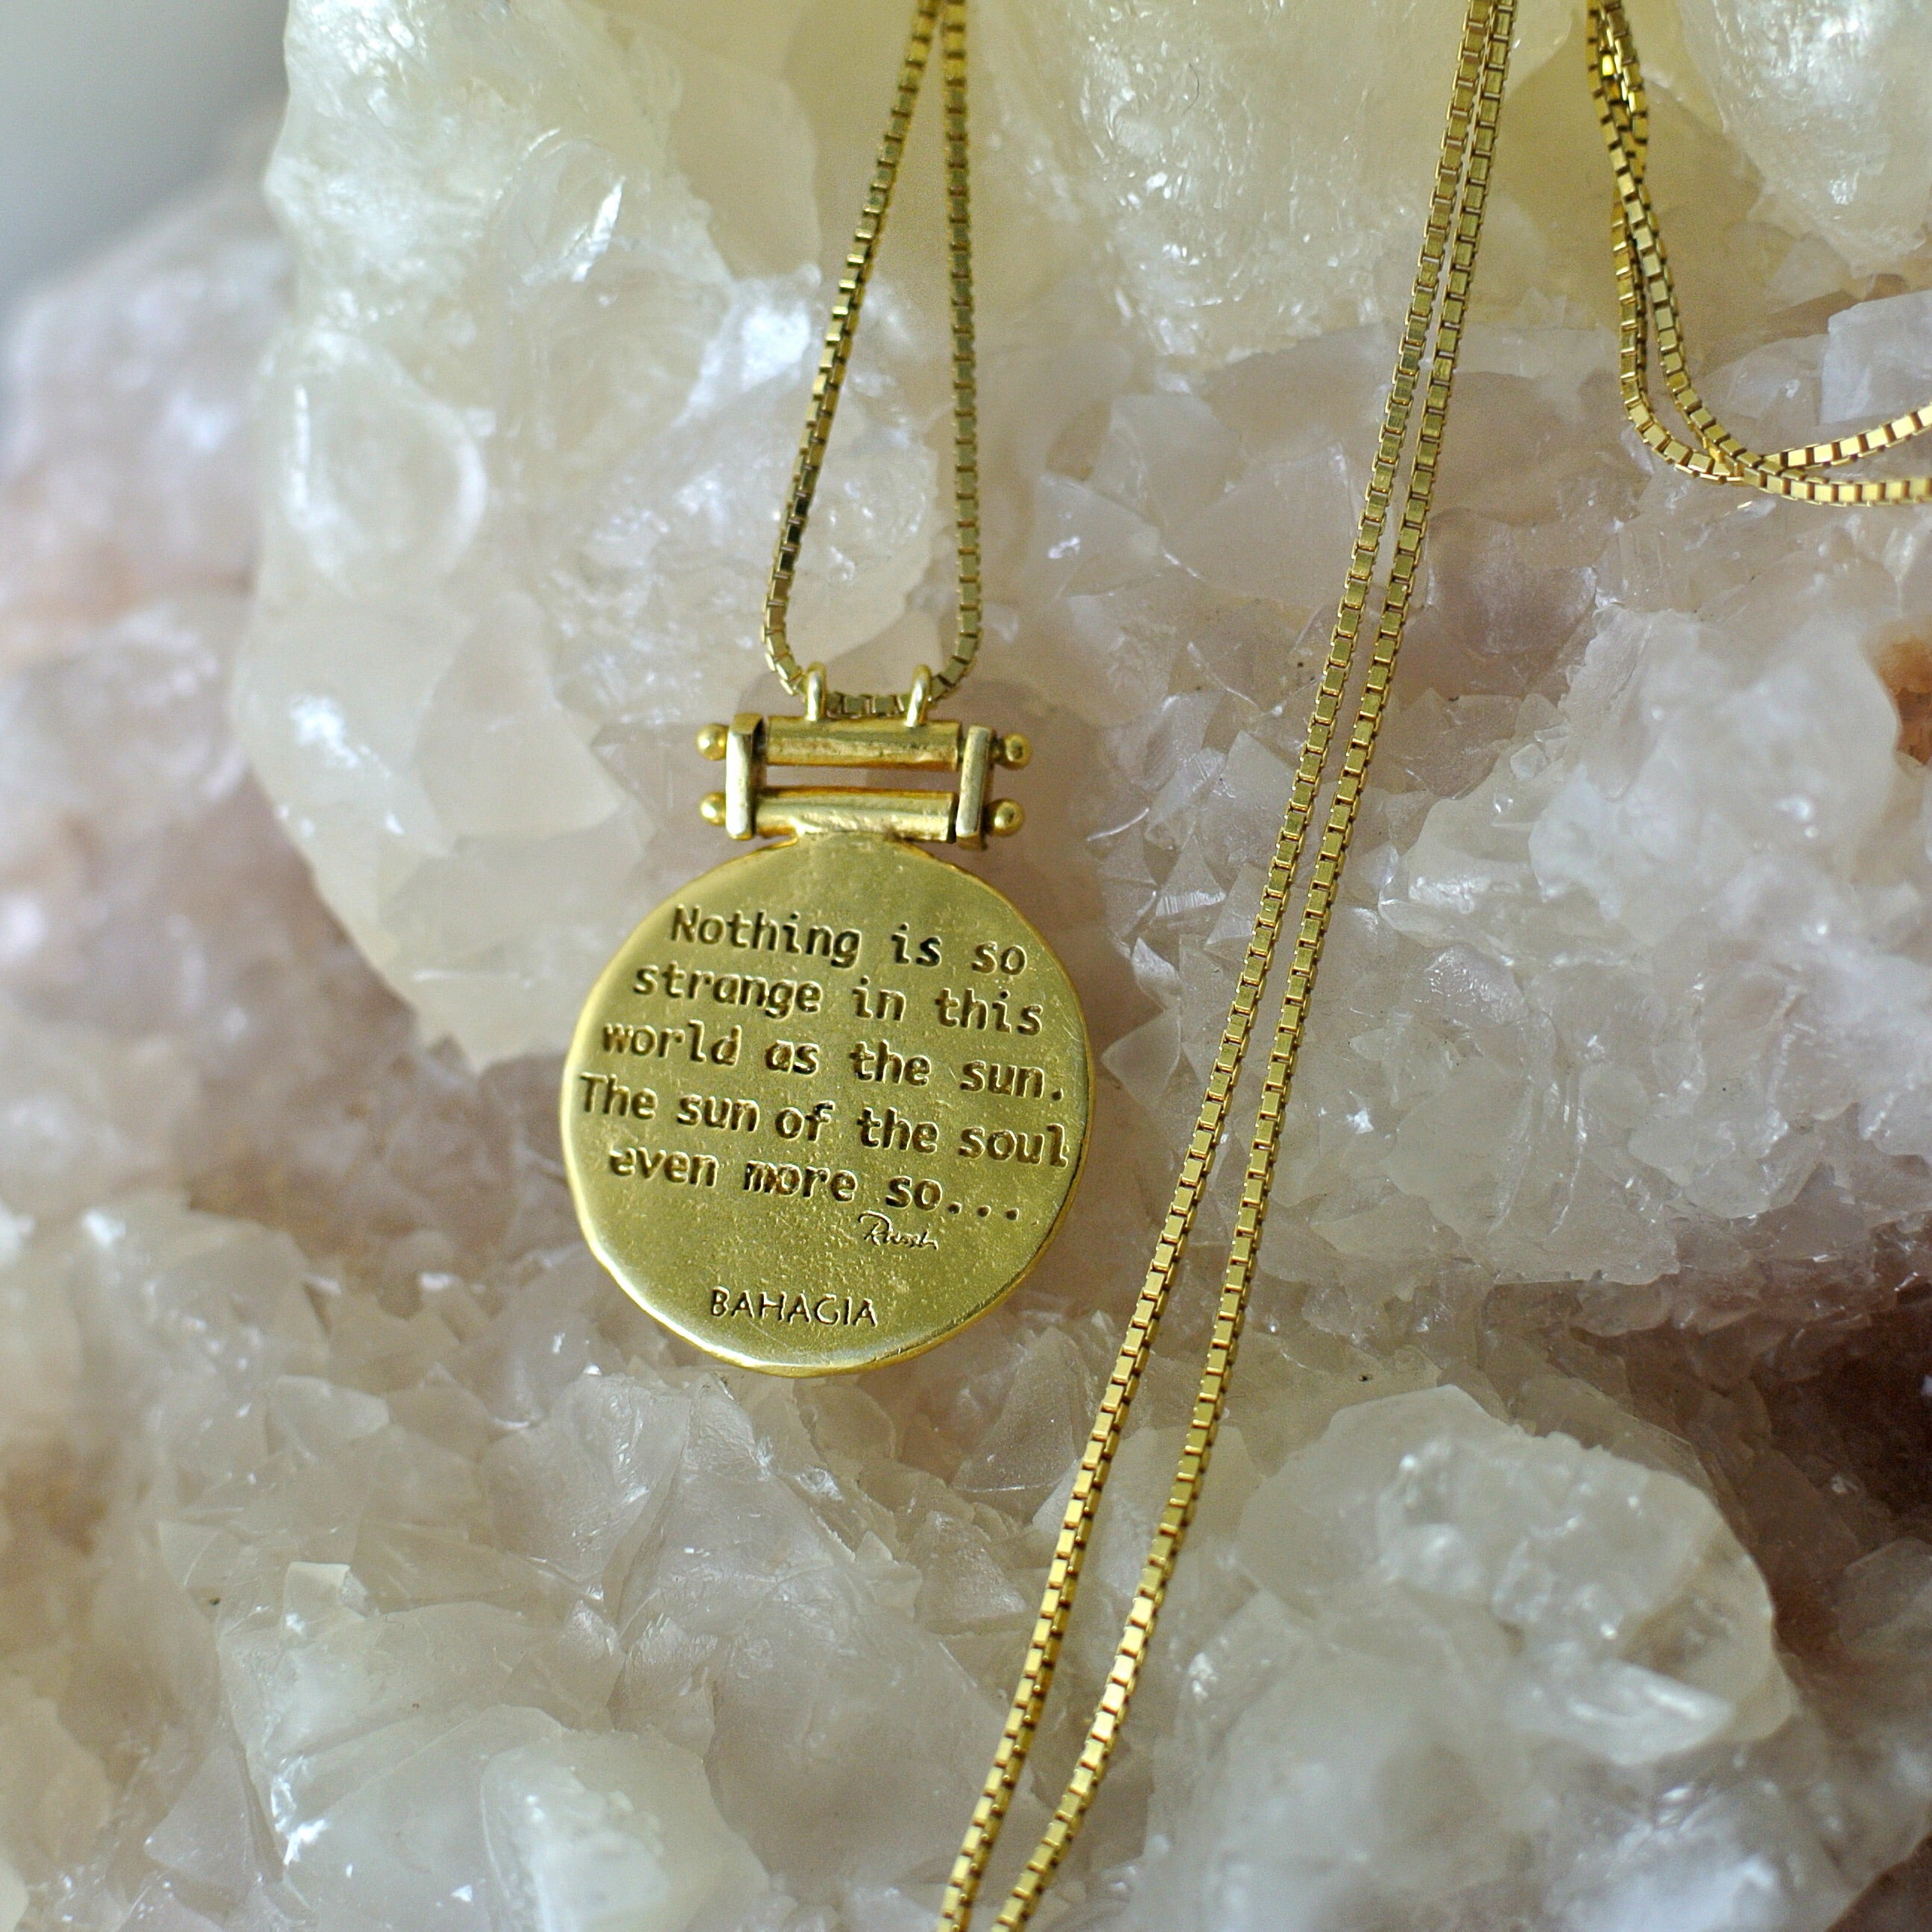 Nothing is so
strange in this
world as the sun.
The sun of the soul
even more so...
BAHAGIA